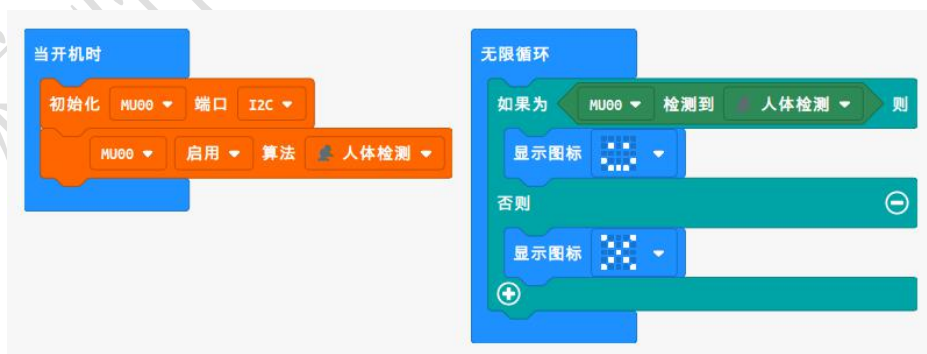 当开机时
初始化 MU00 端口 I2C
MU00 启用 算法 人体检测
无限循环
如果为 MU00 检测到 人体检测 则
显示图标
否则
显示图标